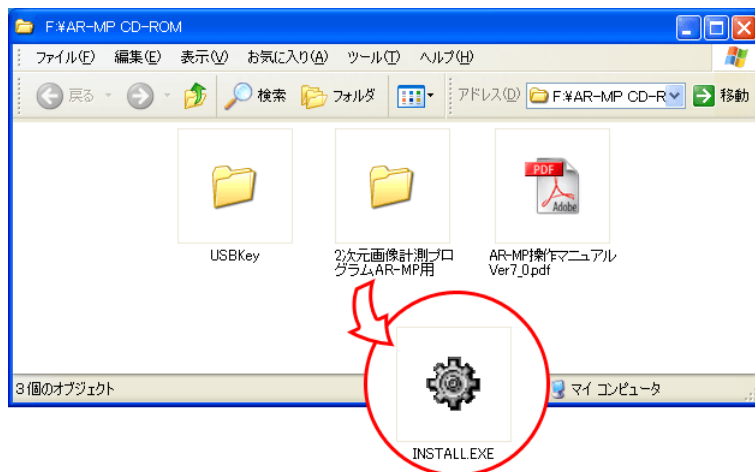 F:¥AR-MP CD-ROM
ファイル(F) 編集(E) 表示(V) お気に入り(A) ツール(T) ヘルプ(H)
戻る 検索 フォルダ アドレス(D) F:¥AR-MP CD-R 移動
USBKey
2次元画像計測プロ
グラムAR-MP用
PDF
Adobe
AR-MP操作マニュアル
Ver7_0.pdf
3 個のオブジェクト
マイ コンピュータ
INSTALL.EXE